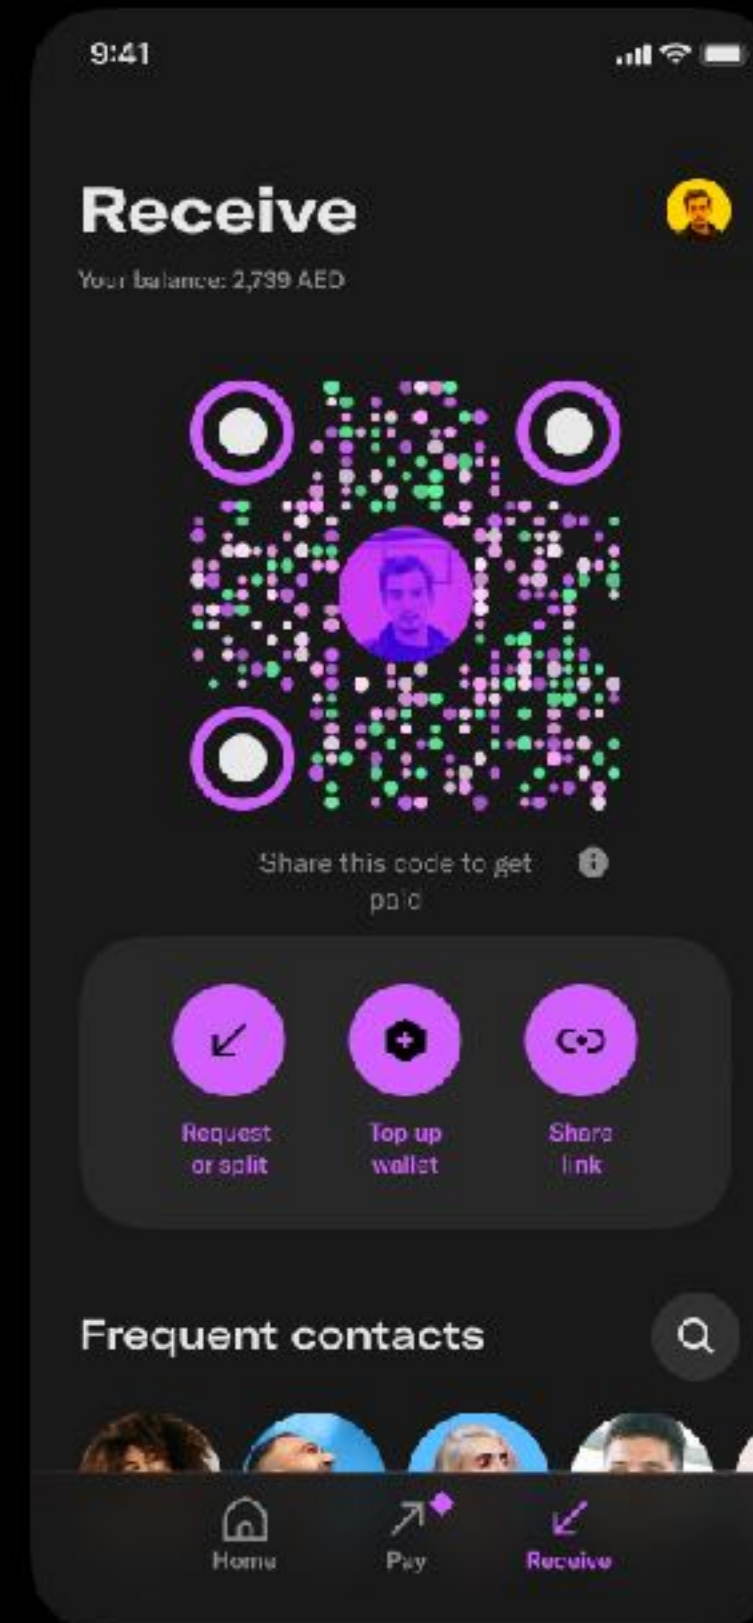 9:41
Receive
Your balance: 2,739 AED
Share this code to get
paid
Request
or split
Top up
wallet
Share
link
Frequent contacts
Home
Pay
Receive